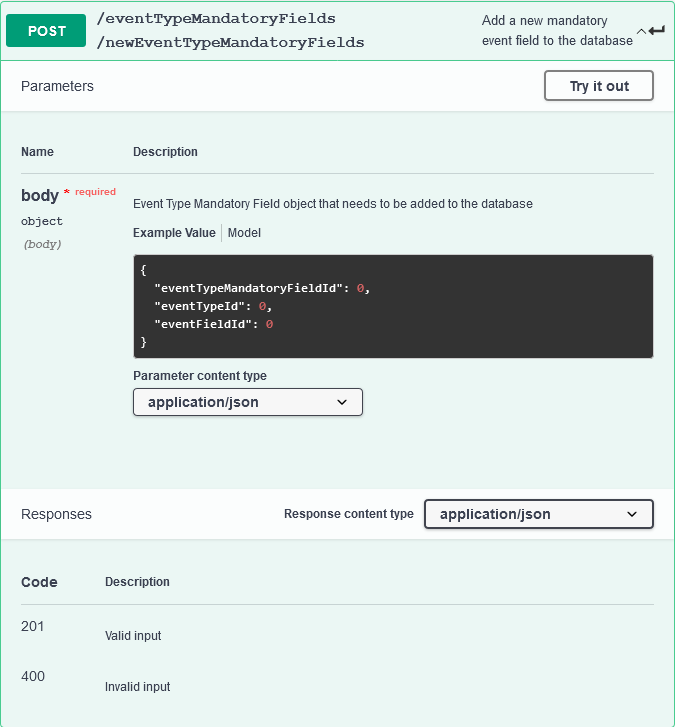 POST
/eventTypeMandatoryFields
/newEventTypeMandatoryFields
Add a new mandatory
event field to the database
Parameters
Try it out
Name Description
body * required
object
(body)
Event Type Mandatory Field object that needs to be added to the database
Example Value Model
{
"eventTypeMandatoryFieldId": 0,
"eventTypeId": 0,
"eventFieldId": 0
}
Parameter content type
application/json
Responses Response content type application/json
Code Description
201 Valid input
400 Invalid input